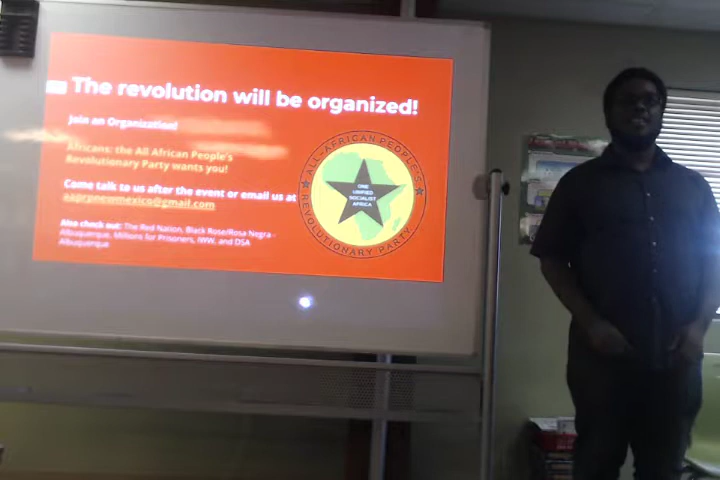 The revolution will be organized!
Join an Organization!
Africans: the All African People's
Revolutionary Party wants you!
Come talk to us after the event or email us at
aaprpnewmexico@gmail.com
Also check out: The Red Nation, Black Rose/Rosa Negra -
Albuquerque, Millions for Prisoners, IWW, and DSA
Albuquerque
ALL-AFRICAN PEOPLE'S
REVOLUTIONARY PARTY
ONE
UNIFIED
SOCIALIST
AFRICA